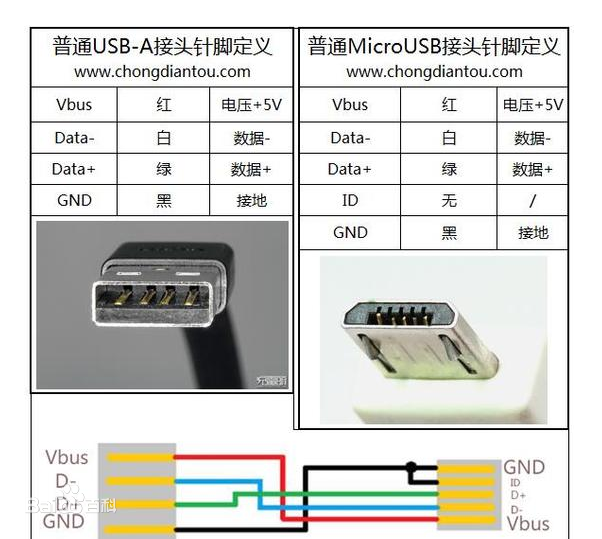 普通USB-A接头针脚定义
www.chongdiantou.com
Vbus 红 电压+5V
Data- 白 数据-
Data+ 绿 数据+
GND 黑 接地
普通MicroUSB接头针脚定义
www.chongdiantou.com
Vbus 红 电压+5V
Data- 白 数据-
Data+ 绿 数据+
ID 无 /
GND 黑 接地
Vbus
D-
D+
GND
Bai 百科
GND
ID
D+
D-
Vbus